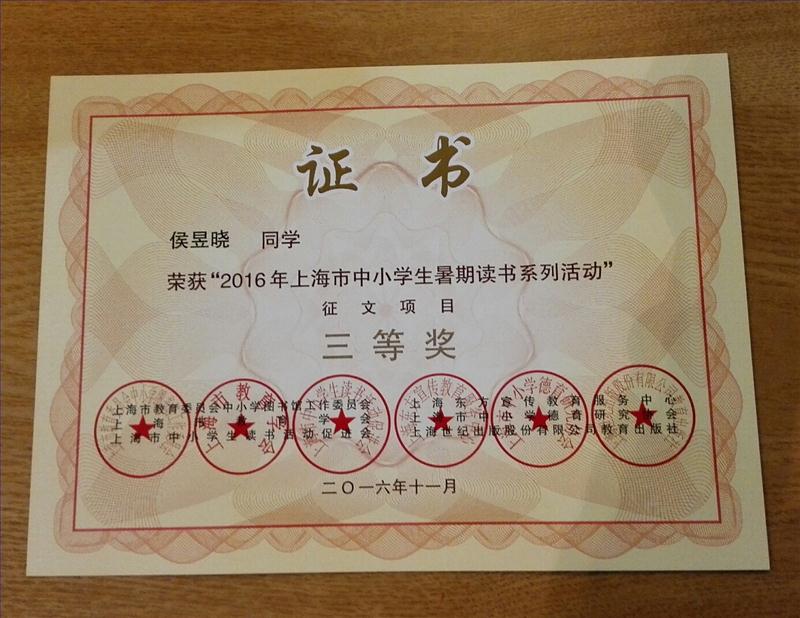 证 书
侯昱晓 同学
荣获“2016年上海市中小学生暑期读书系列活动”
征文项目
三等奖
上海市教育委员会中小学图书馆工作委员会 上海东方宣传教育服务中心
上海市教育学会 上海市中小学德育研究协会
上海市中小学生读书活动促进会 上海世纪出版股份有限公司教育出版社
二〇一六年十一月